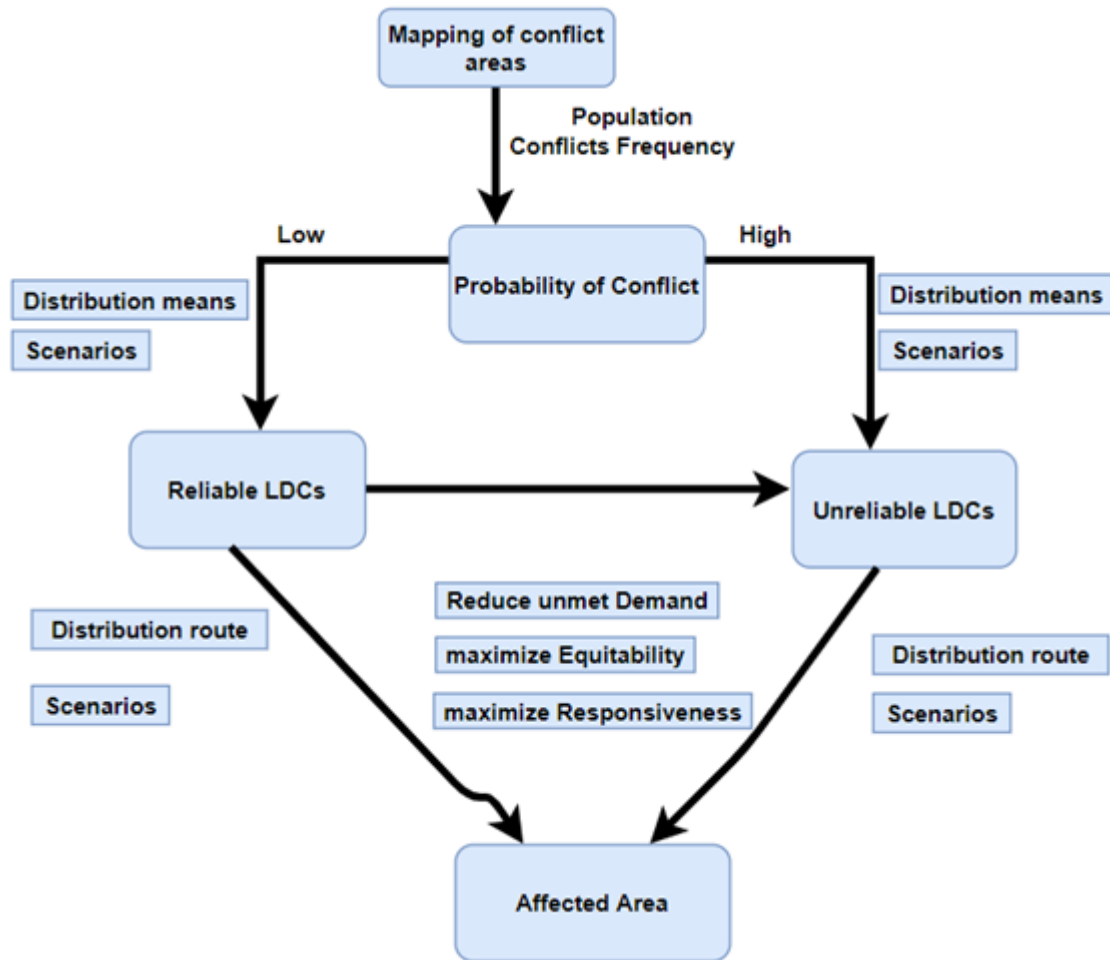 Mapping of conflict
areas
Population
Conflicts Frequency
Low
High
Probability of Conflict
Distribution means
Scenarios
Distribution means
Scenarios
Reliable LDCs
Unreliable LDCs
Distribution route
Scenarios
Reduce unmet Demand
maximize Equitability
maximize Responsiveness
Distribution route
Scenarios
Affected Area